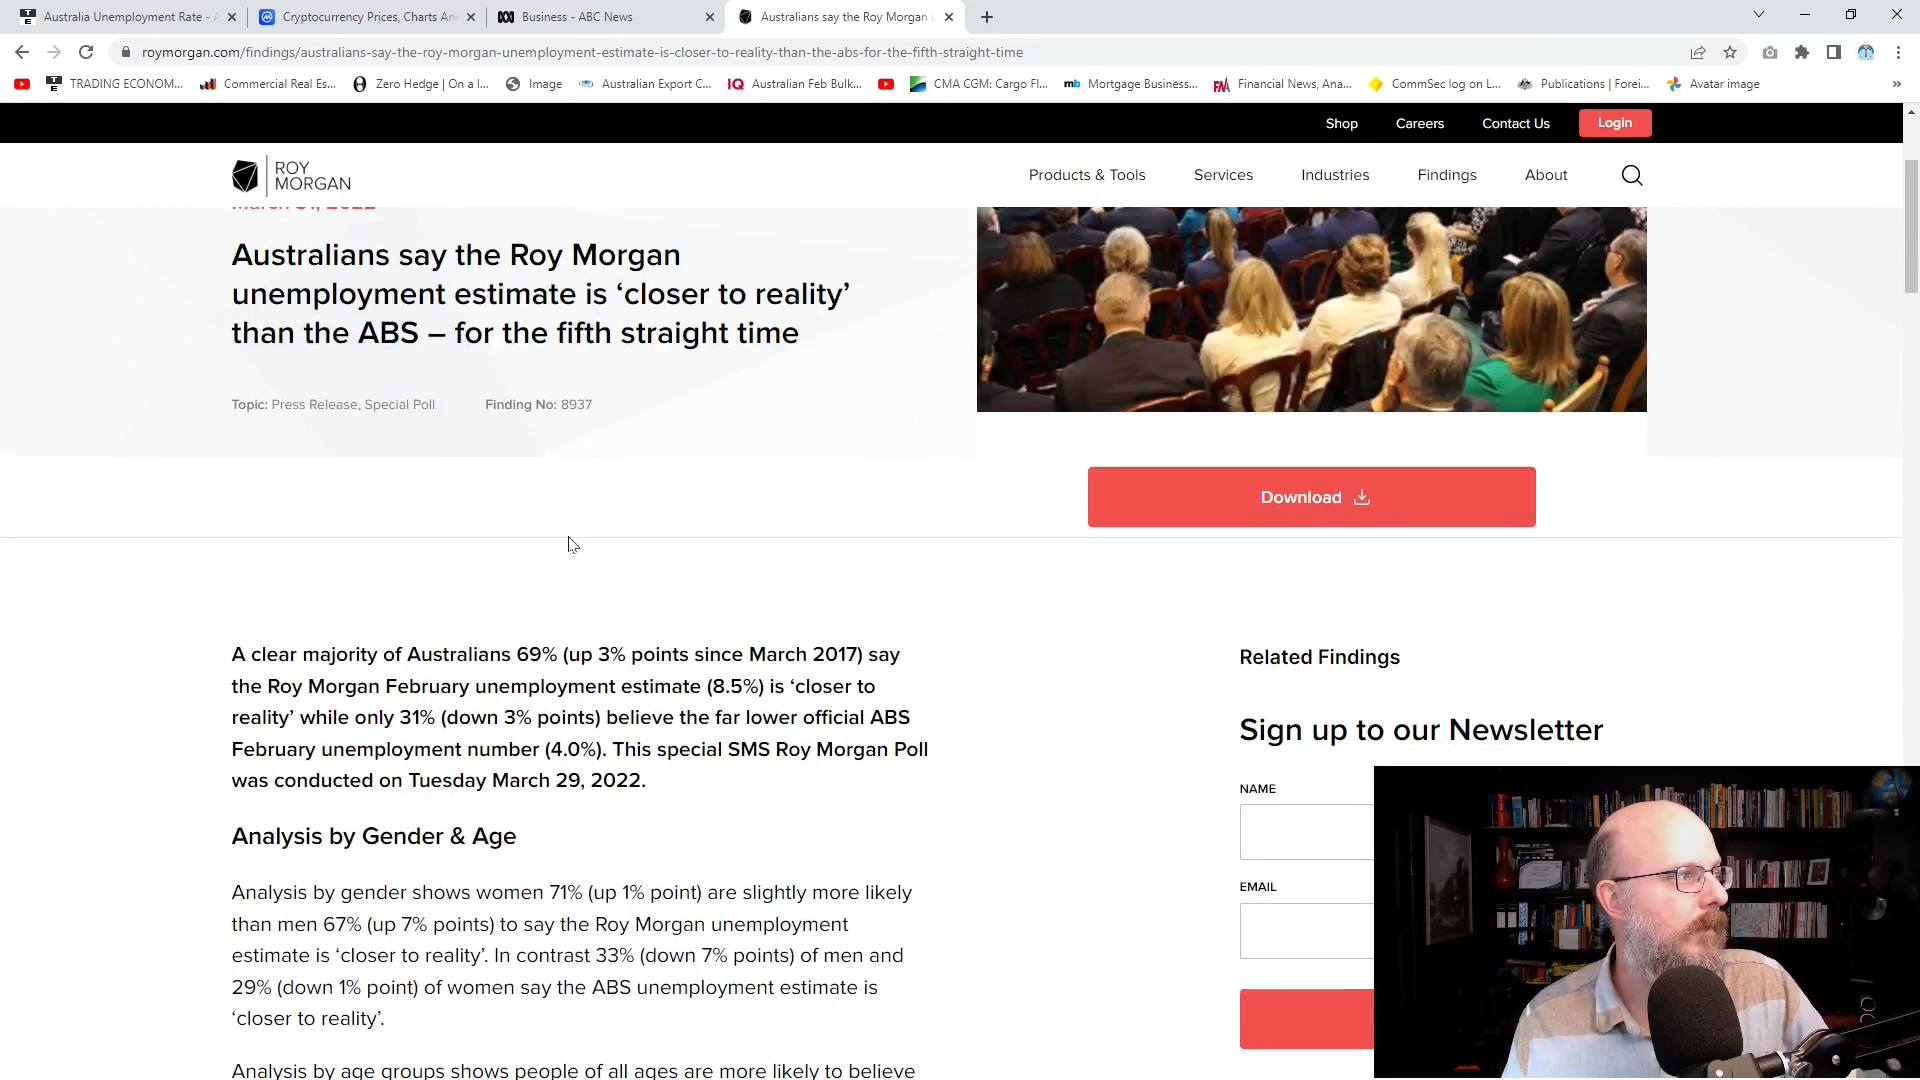 Australia Unemployment Rate -
Cryptocurrency Prices, Charts An
Business - ABC News
Australians say the Roy Morgan u
roymorgan.com/findings/australians-say-the-roy-morgan-unemployment-estimate-is-closer-to-reality-than-the-abs-for-the-fifth-straight-time
TRADING ECONOM...
Commercial Real Es...
Zero Hedge | On a l...
Image
Australian Export C...
IQ
Australian Feb Bulk...
CMA CGM: Cargo Fl...
mb
Mortgage Business...
Financial News, Ana...
CommSec log on L...
Publications | Forei...
Avatar image
»
Shop
Careers
Contact Us
Login
ROY
MORGAN
Products & Tools
Services
Industries
Findings
About
March 31, 2022
Australians say the Roy Morgan
unemployment estimate is ‘closer to reality’
than the ABS – for the fifth straight time
Topic: Press Release, Special Poll
Finding No: 8937
Download
A clear majority of Australians 69% (up 3% points since March 2017) say
the Roy Morgan February unemployment estimate (8.5%) is ‘closer to
reality’ while only 31% (down 3% points) believe the far lower official ABS
February unemployment number (4.0%). This special SMS Roy Morgan Poll
was conducted on Tuesday March 29, 2022.
Related Findings
Sign up to our Newsletter
NAME
EMAIL
Analysis by Gender & Age
Analysis by gender shows women 71% (up 1% point) are slightly more likely
than men 67% (up 7% points) to say the Roy Morgan unemployment
estimate is ‘closer to reality’. In contrast 33% (down 7% points) of men and
29% (down 1% point) of women say the ABS unemployment estimate is
‘closer to reality’.
Analysis by age groups shows people of all ages are more likely to believe